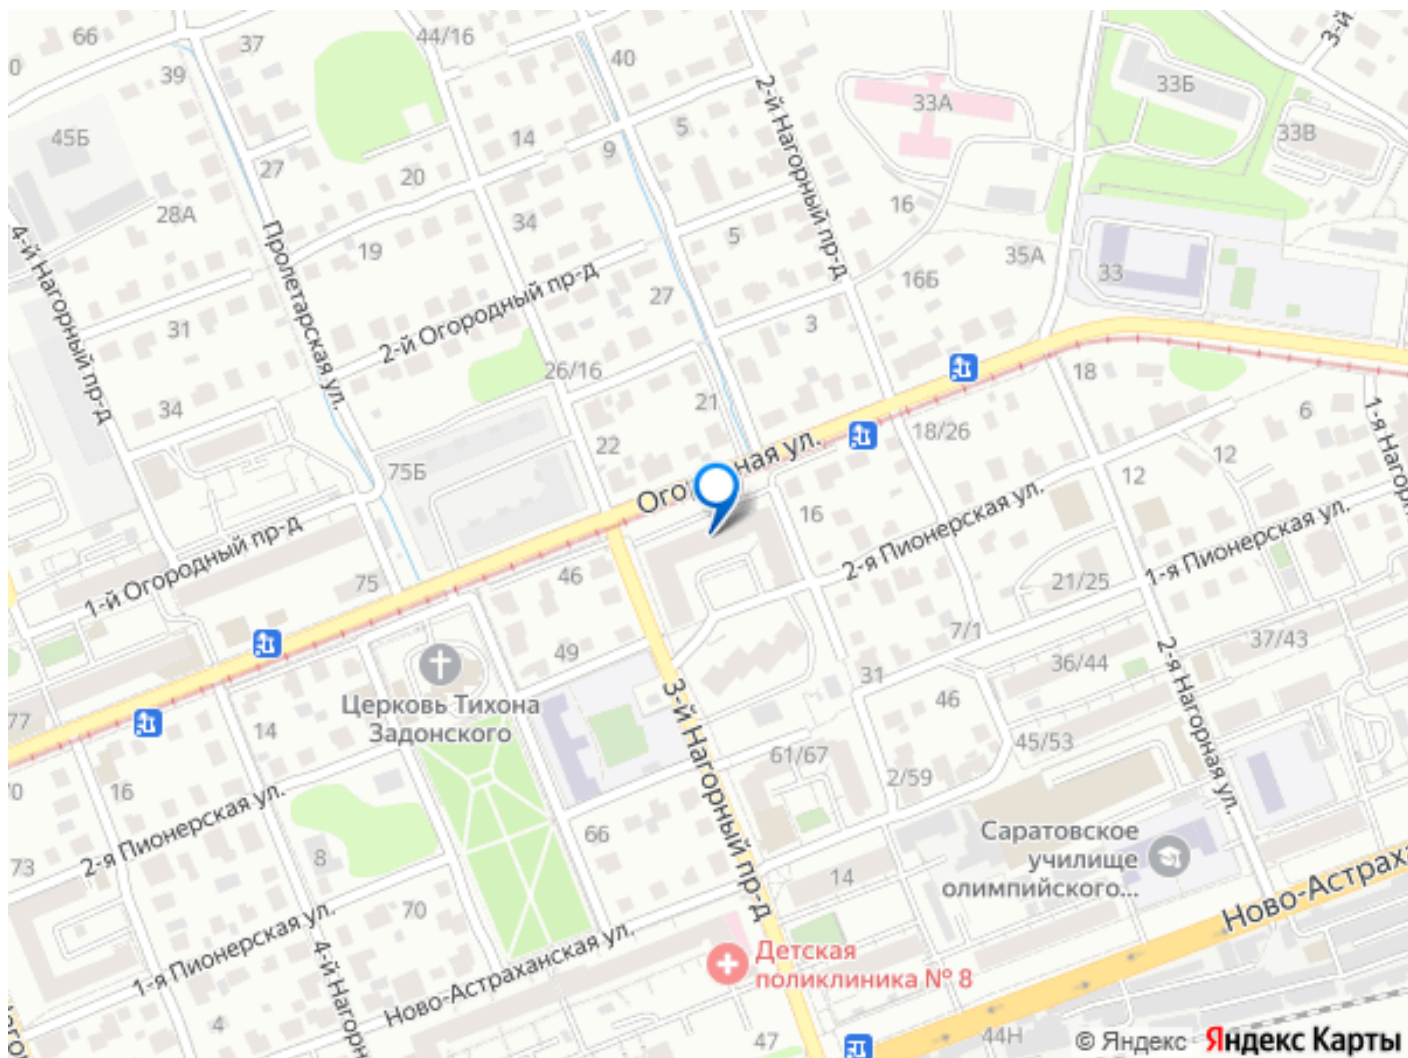 66
37
44/16
40
3-й
0
39
33Б
33А
45Б
5
14
9
33В
2-й Нагорный пр-д
27
20
28А
16
34
5
19
35А
16Б
33
Пролетарская ул.
4-й Нагорный пр-д
2-й Огородный пр-д
27
31
3
26/16
18
34
21
6
1-я Нагорн
18/26
22
75Б
12
12
Огородная ул.
16
2-я Пионерская ул.
1-я Пионерская ул.
1-й Огородный пр-д
75
46
21/25
7/1
37/43
49
36/44
31
Церковь Тихона
Задонского
3-й Нагорный пр-д
2-я Нагорная ул.
46
77
14
45/53
61/67
2/59
70
16
2-я Пионерская ул.
73
8
66
Саратовское
училище
олимпийского...
14
70
Ново-Астраха
1-я Пионерская ул.
4-й Нагорн
Ново-Астраханская ул.
Детская
поликлиника № 8
4
47
44Н
© Яндекс Яндекс Карты